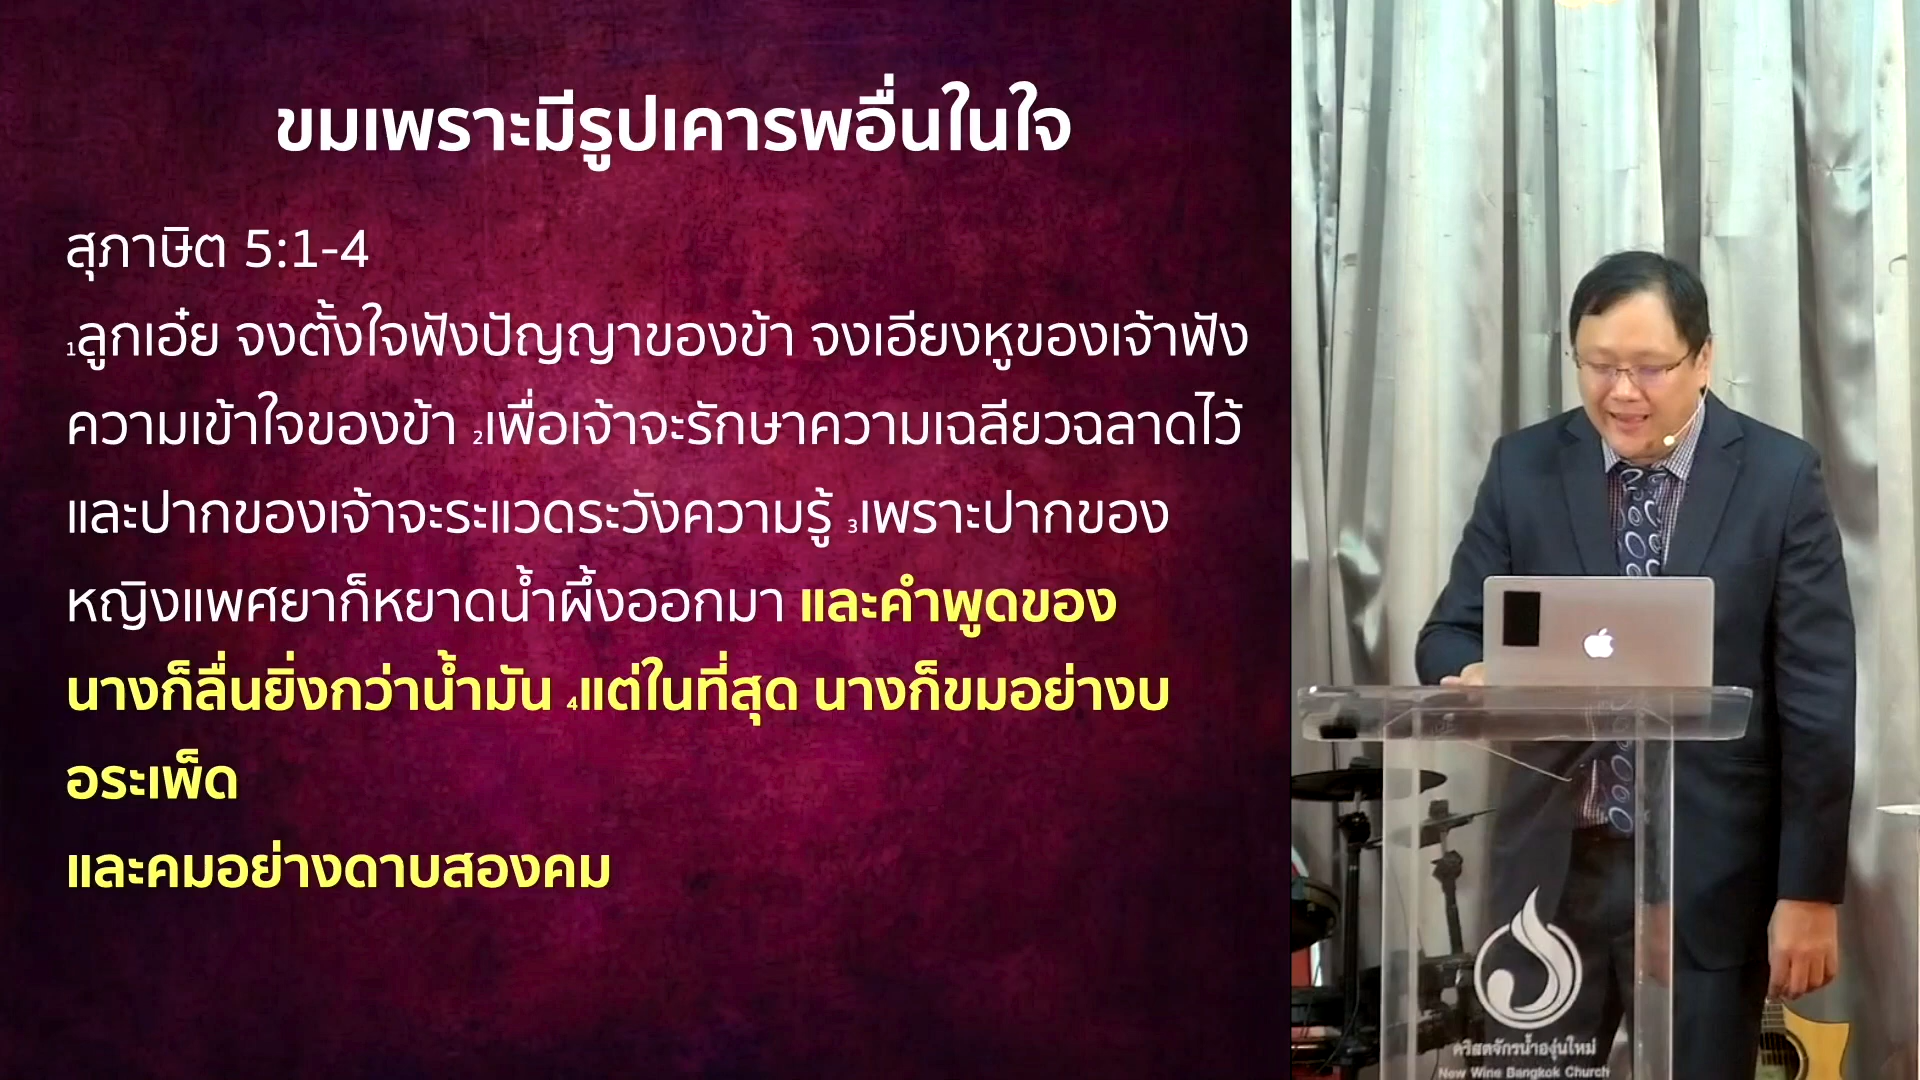 ขมเพราะมีรูปเคารพอื่นในใจ
สุภาษิต 5:1-4
1ลูกเอ๋ย จงตั้งใจฟังปัญญาของข้า จงเอียงหูของเจ้าฟัง
ความเข้าใจของข้า 2เพื่อเจ้าจะรักษาความเฉลียวฉลาดไว้
และปากของเจ้าจะระแวดระวังความรู้ 3เพราะปากของ
หญิงแพศยาก็หยาดน้ำผึ้งออกมา และคำพูดของ
นางก็ลื่นยิ่งกว่าน้ำมัน 4แต่ในที่สุด นางก็ขมอย่างบ
อระเพ็ด
และคมอย่างดาบสองคม
คริสตจักรน้ำองุ่นใหม่
New Wine Bangkok Church